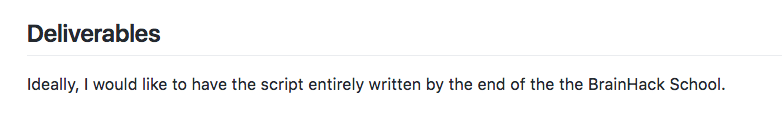 Deliverables
Ideally, I would like to have the script entirely written by the end of the the BrainHack School.